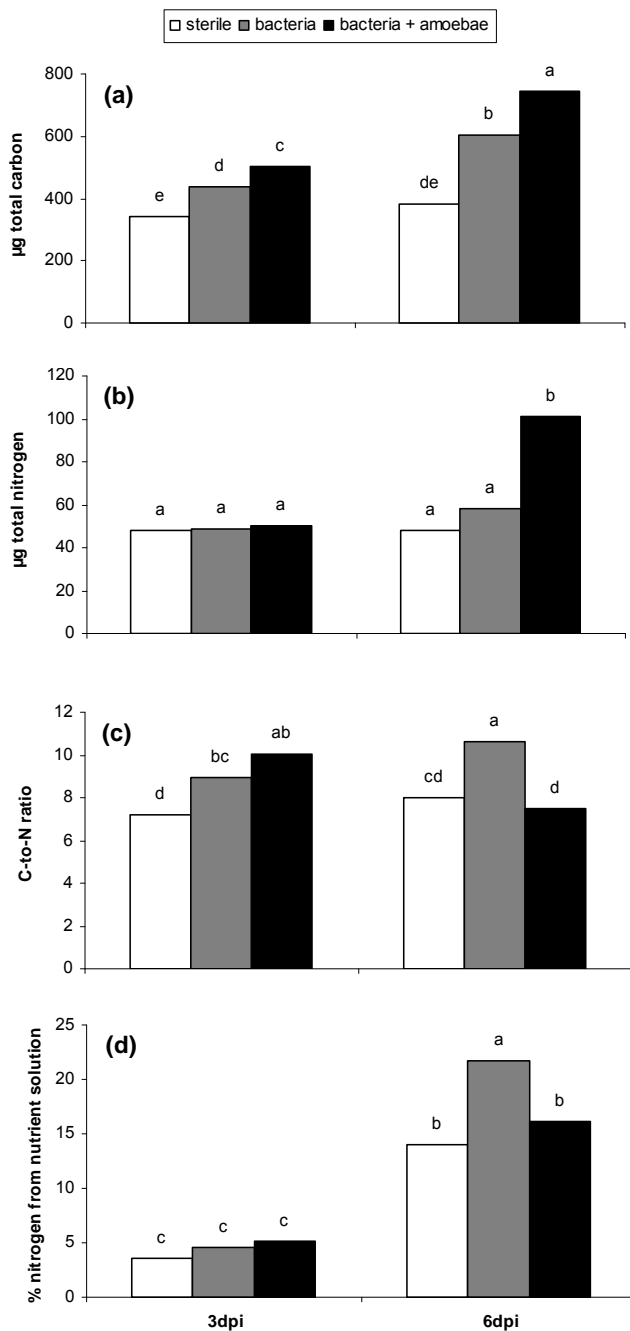 sterile bacteria bacteria + amoebae
(a)
µg total carbon
800
600
400
200
0
e d c de b a
(b)
µg total nitrogen
120
100
80
60
40
20
0
a a a a a b
(c)
C-to-N ratio
12
10
8
6
4
2
0
d bc ab cd a d
(d)
% nitrogen from nutrient solution
25
20
15
10
5
0
c c c b a b
3dpi 6dpi